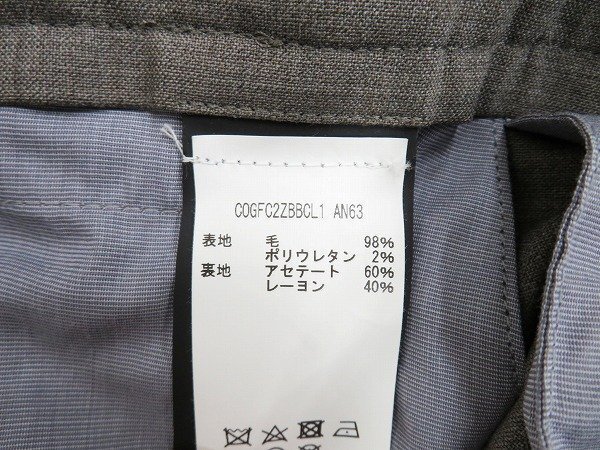 COGFC2ZBBCL1 AN63
表地 毛 98%
ポリウレタン 2%
裏地 アセテート 60%
レーヨン 40%